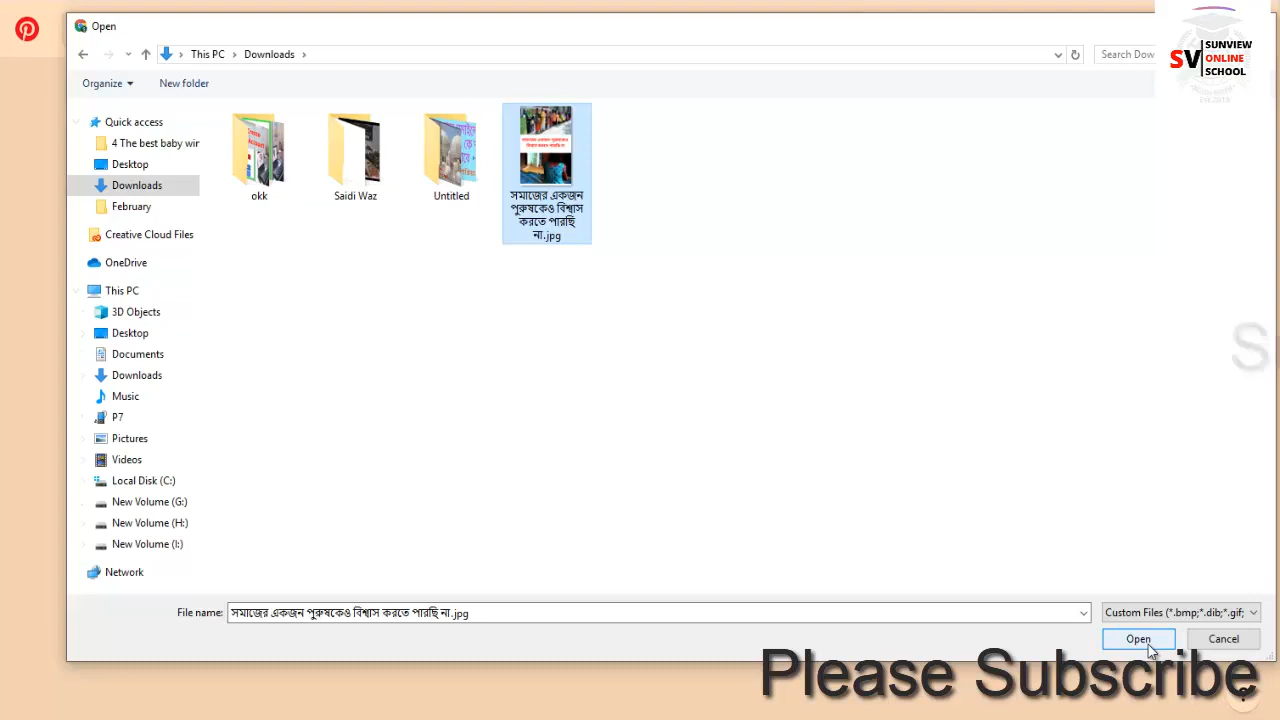 Open
This PC
Downloads
Search Dow
SV
SUNVIEW
ONLINE
SCHOOL
Organize
New folder
Quick access
4 The best baby wir
Desktop
Downloads
February
Creative Cloud Files
OneDrive
This PC
3D Objects
Desktop
Documents
Downloads
Music
P7
Pictures
Videos
Local Disk (C:)
New Volume (G:)
New Volume (H:)
New Volume (I:)
Network
okk
Saidi Waz
Untitled
সমাজের একজন
পুরুষকেও বিশ্বাস
করতে পারছি
না.jpg
S
File name:
সমাজের একজন পুরুষকেও বিশ্বাস করতে পারছি না.jpg
Custom Files (*.bmp;*.dib;*.gif;
Open
Cancel
Please Subscribe
?